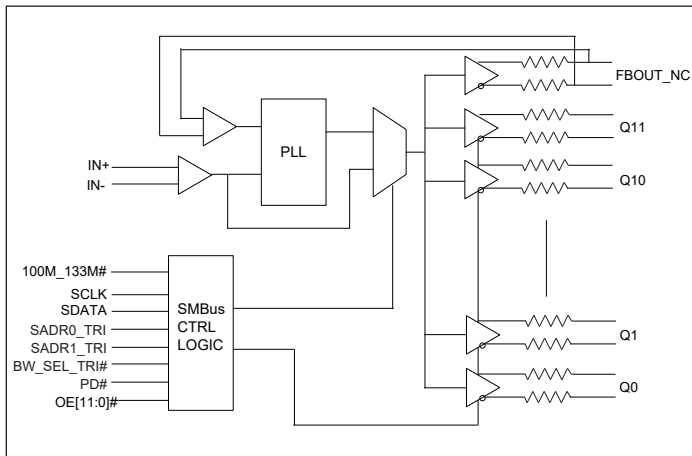 FBOUT_NC
Q11
PLL
IN+
IN-
Q10
100M_133M#
SCLK
SDATA
SADR0_TRI
SADR1_TRI
BW_SEL_TRI#
PD#
OE[11:0]#
SMBus
CTRL
LOGIC
Q1
Q0